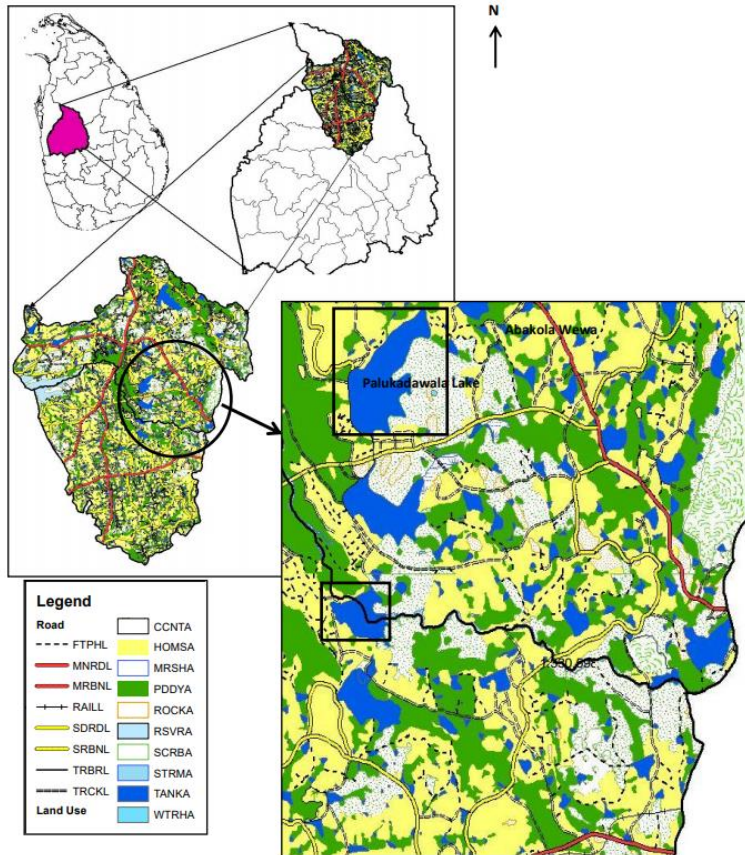 N
Abakola Wewa
Palukadawala Lake
Legend
Road
FTPHL
MNRDL
MRBNL
RAILL
SDRDL
SRBNL
TRBRL
TRCKL
Land Use
CCNTA
HOMSA
MRSHA
PDDYA
ROCKA
RSVRA
SCRBA
STRMA
TANKA
WTRHA